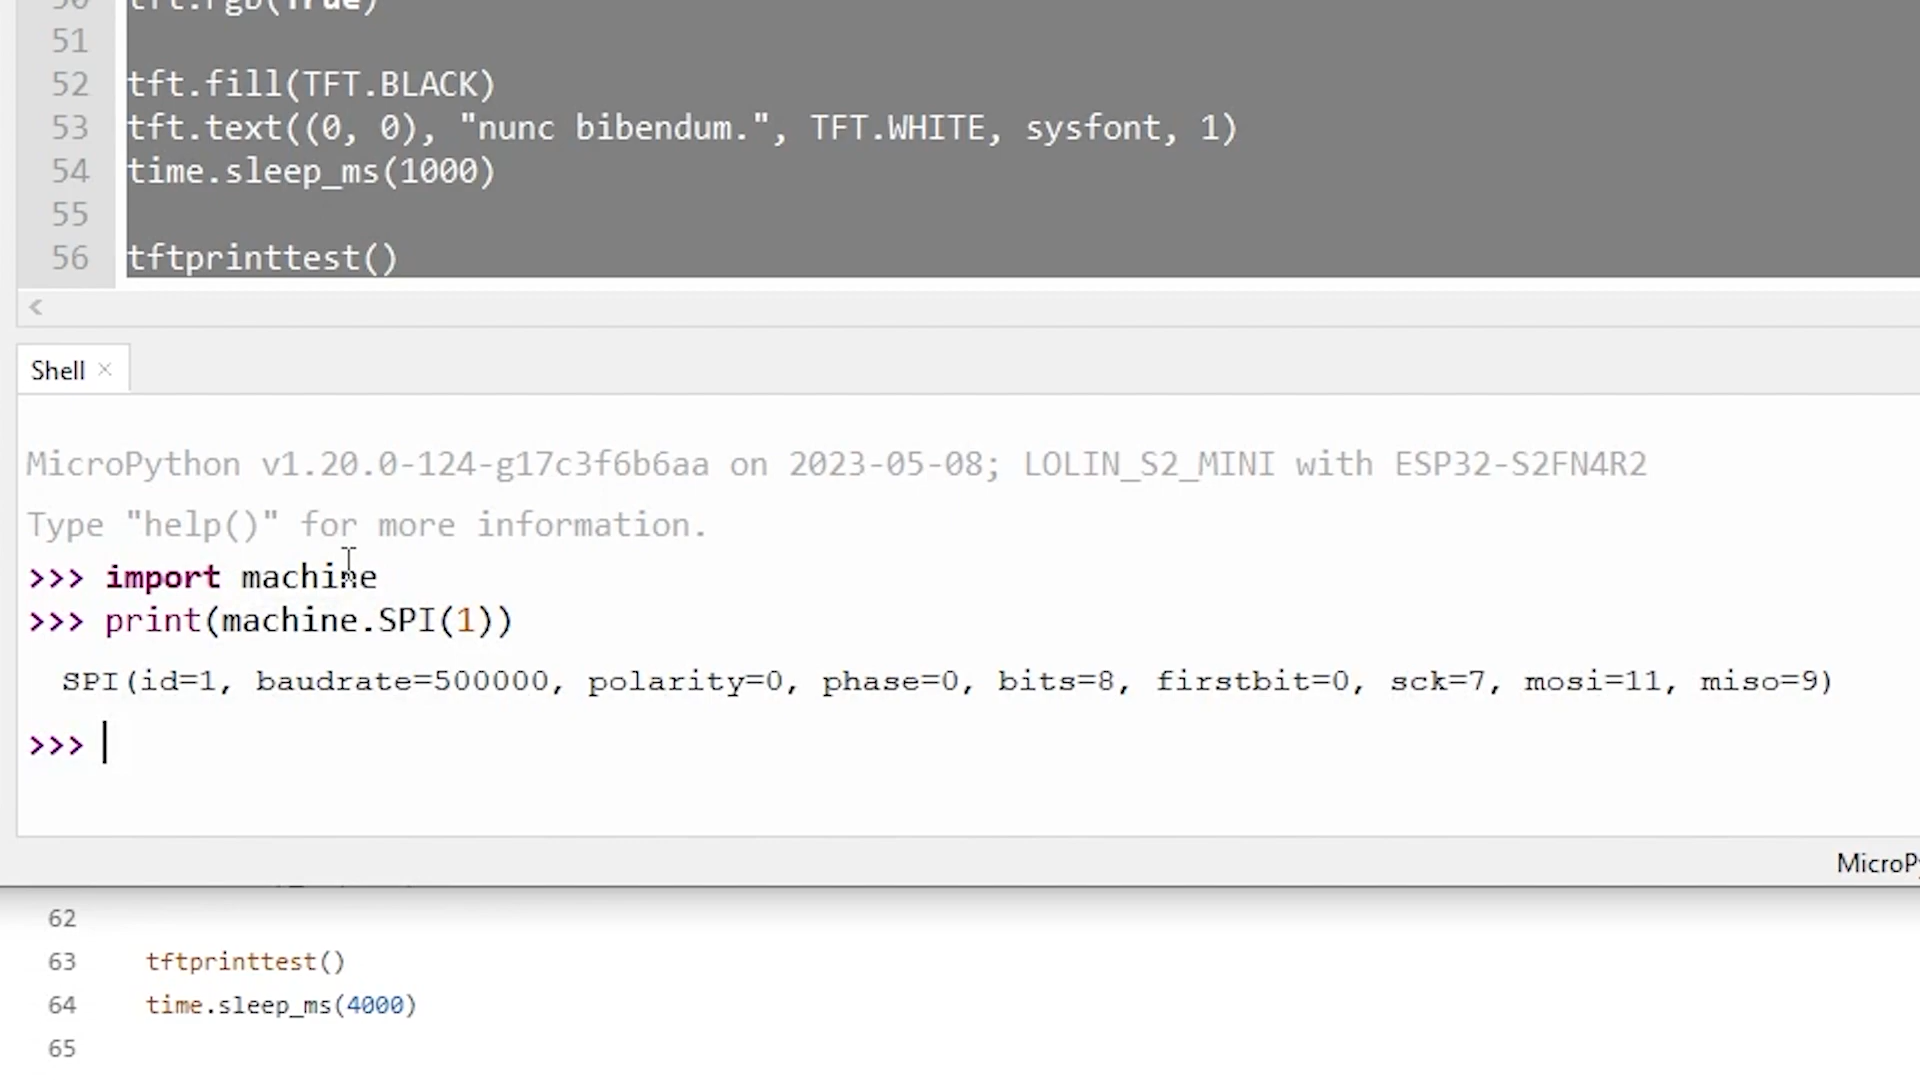 50 tft.rgb(True)
51
52 tft.fill(TFT.BLACK)
53 tft.text((0, 0), "nunc bibendum.", TFT.WHITE, sysfont, 1)
54 time.sleep_ms(1000)
55
56 tftprinttest()
<
Shell ×
MicroPython v1.20.0-124-g17c3f6b6aa on 2023-05-08; LOLIN_S2_MINI with ESP32-S2FN4R2
Type "help()" for more information.
>>> import machine
>>> print(machine.SPI(1))
SPI(id=1, baudrate=500000, polarity=0, phase=0, bits=8, firstbit=0, sck=7, mosi=11, miso=9)
>>>
62
63 tftprinttest()
64 time.sleep_ms(4000)
65